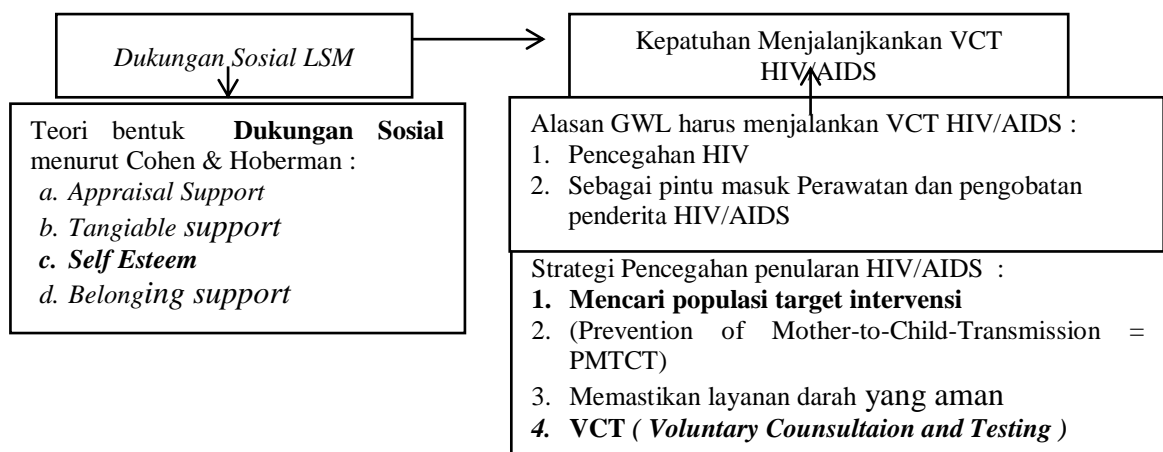 Dukungan Sosial LSM
Kepatuhan Menjalanjkankan VCT
HIV/AIDS
Teori bentuk Dukungan Sosial
menurut Cohen & Hoberman :
a. Appraisal Support
b. Tangiable support
c. Self Esteem
d. Belonging support
Alasan GWL harus menjalankan VCT HIV/AIDS :
1. Pencegahan HIV
2. Sebagai pintu masuk Perawatan dan pengobatan
penderita HIV/AIDS
Strategi Pencegahan penularan HIV/AIDS :
1. Mencari populasi target intervensi
2. (Prevention of Mother-to-Child-Transmission =
PMTCT)
3. Memastikan layanan darah yang aman
4. VCT ( Voluntary Counsultaion and Testing )